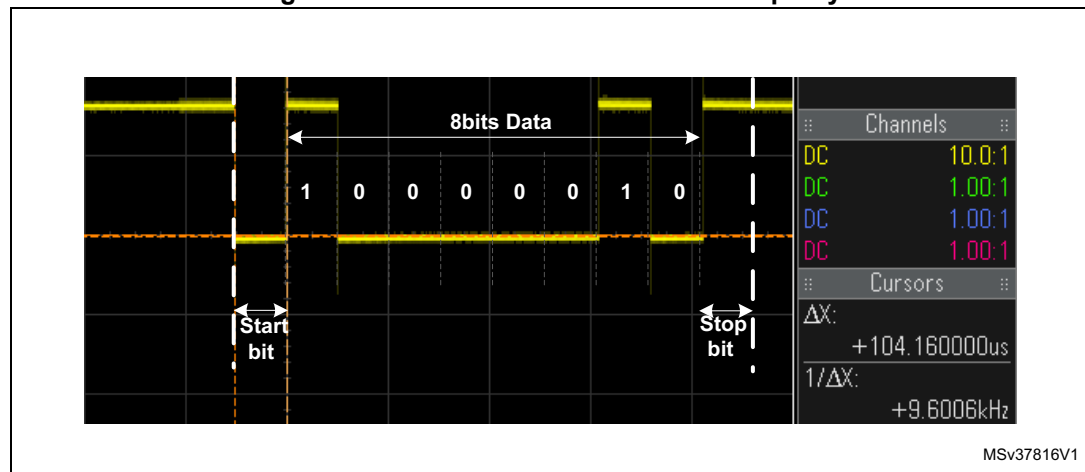 8bits Data
1 0 0 0 0 0 1 0
Start
bit
Stop
bit
Channels
DC 10.0:1
DC 1.00:1
DC 1.00:1
DC 1.00:1
Cursors
ΔX:
+104.160000us
1/ΔX:
+9.6006kHz
MSv37816V1